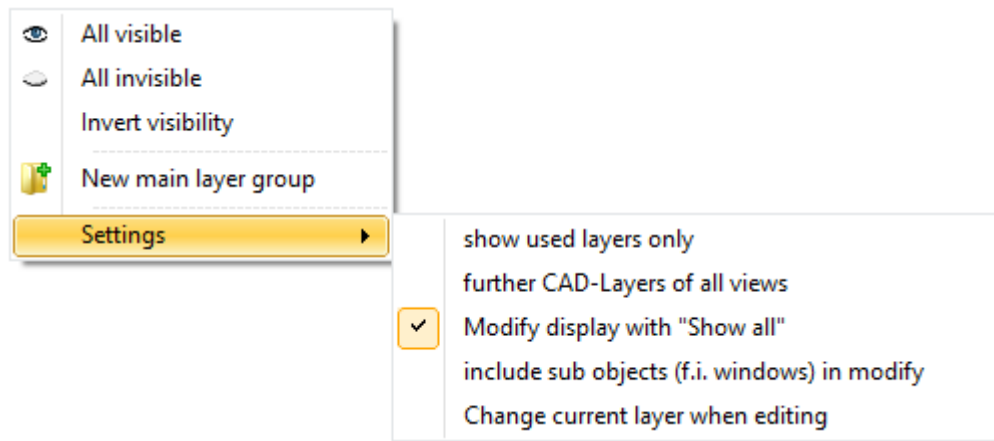 All visible
All invisible
Invert visibility
New main layer group
Settings
show used layers only
further CAD-Layers of all views
Modify display with "Show all"
include sub objects (f.i. windows) in modify
Change current layer when editing